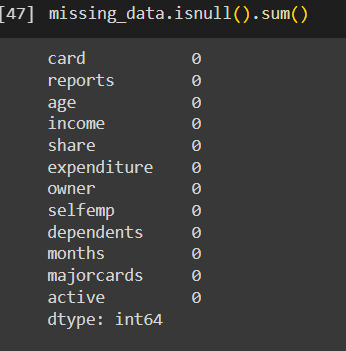 [47] missing_data.isnull().sum()
card 0
reports 0
age 0
income 0
share 0
expenditure 0
owner 0
selfemp 0
dependents 0
months 0
majorcards 0
active 0
dtype: int64